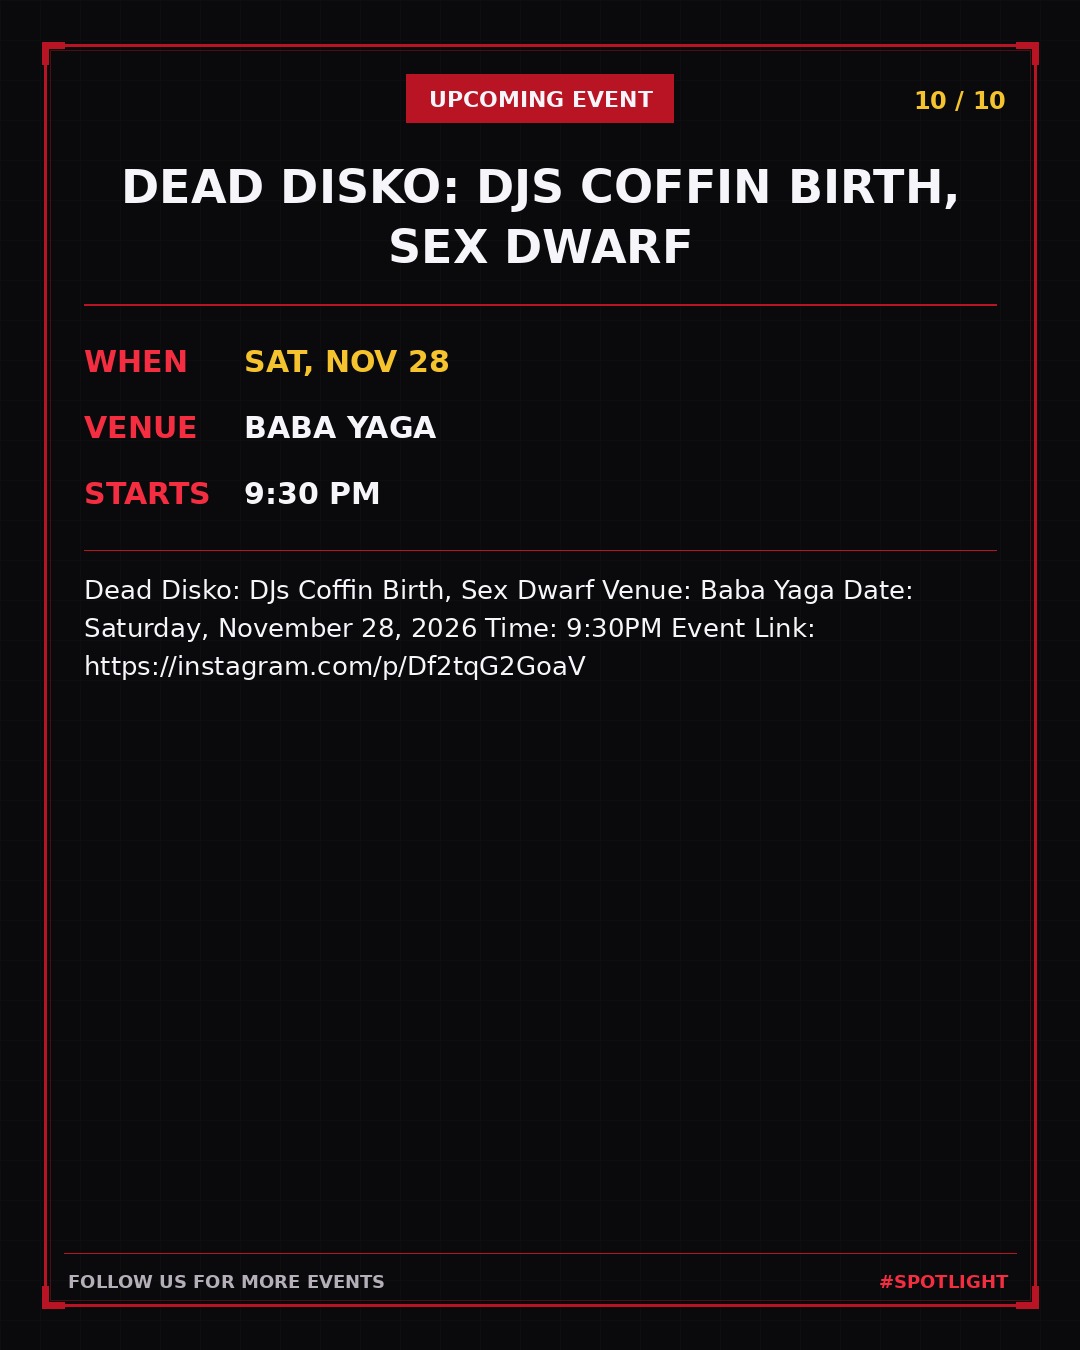 UPCOMING EVENT
10 / 10
DEAD DISKO: DJS COFFIN BIRTH,
SEX DWARF
WHEN SAT, NOV 28
VENUE BABA YAGA
STARTS 9:30 PM
Dead Disko: DJs Coffin Birth, Sex Dwarf Venue: Baba Yaga Date:
Saturday, November 28, 2026 Time: 9:30PM Event Link:
https://instagram.com/p/Df2tqG2GoaV
FOLLOW US FOR MORE EVENTS
#SPOTLIGHT